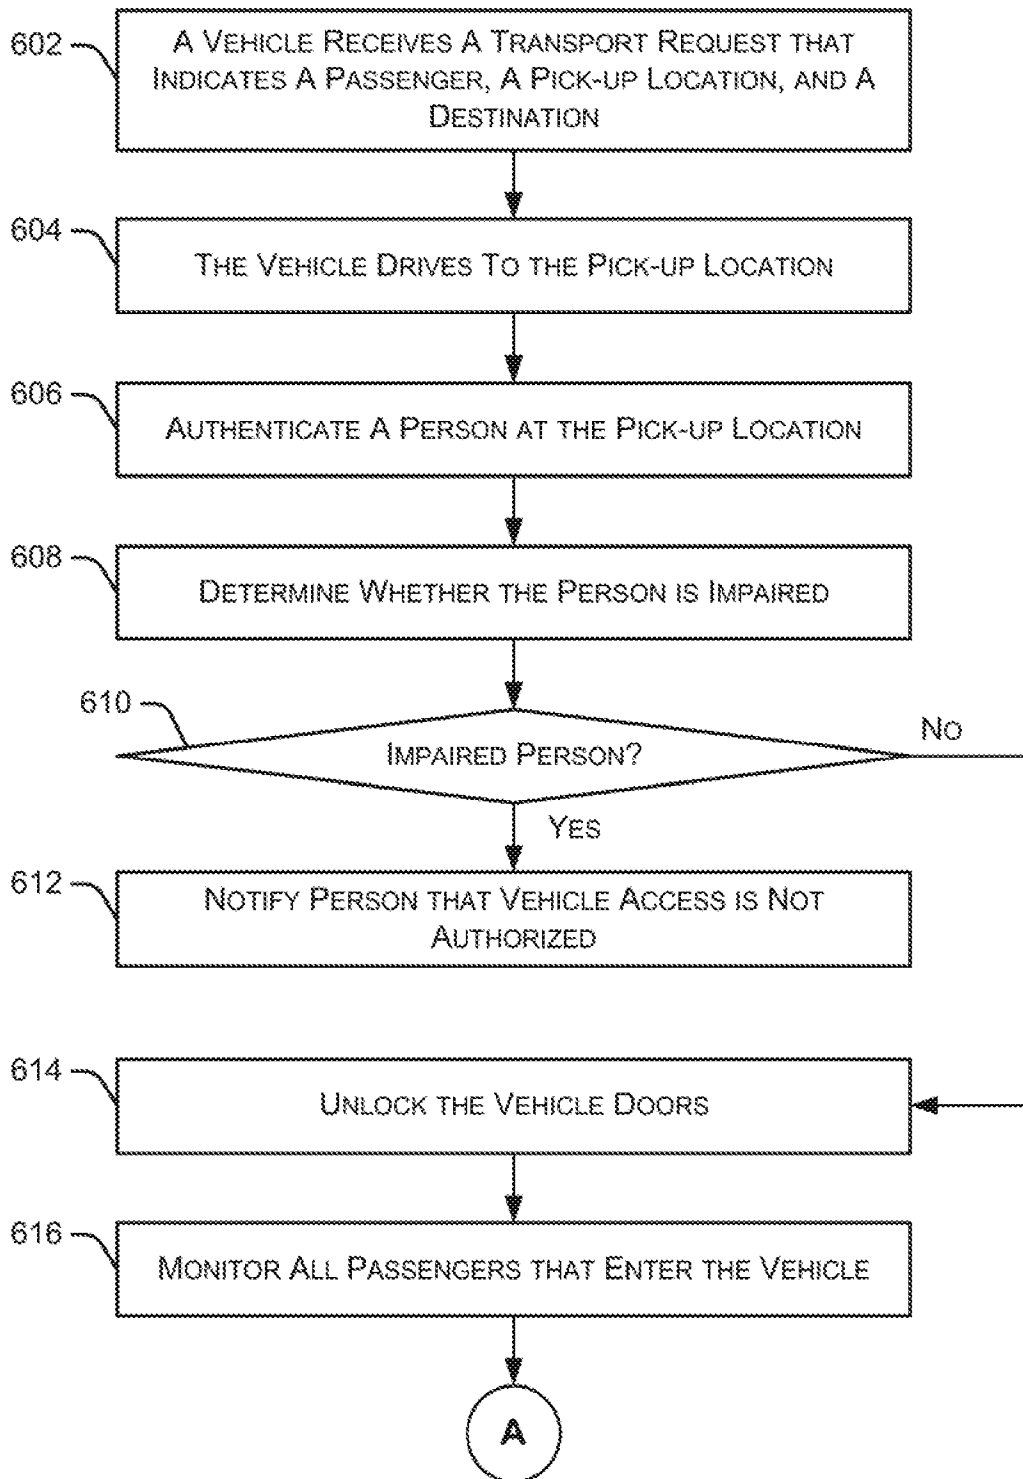 602
A VEHICLE RECEIVES A TRANSPORT REQUEST THAT
INDICATES A PASSENGER, A PICK-UP LOCATION, AND A
DESTINATION
604
THE VEHICLE DRIVES TO THE PICK-UP LOCATION
606
AUTHENTICATE A PERSON AT THE PICK-UP LOCATION
608
DETERMINE WHETHER THE PERSON IS IMPAIRED
610
IMPAIRED PERSON?
NO
YES
612
NOTIFY PERSON THAT VEHICLE ACCESS IS NOT
AUTHORIZED
614
UNLOCK THE VEHICLE DOORS
616
MONITOR ALL PASSENGERS THAT ENTER THE VEHICLE
A